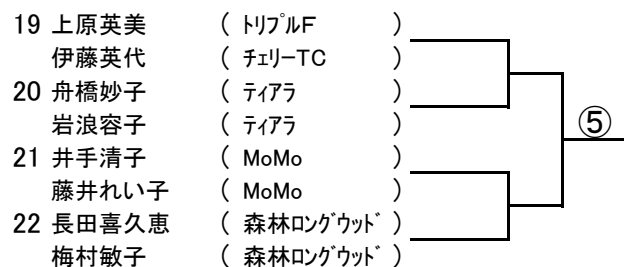 19 上原英美 ( ﾄﾘﾌﾟﾙF )
伊藤英代 ( ﾁｪﾘｰTC )
20 舟橋妙子 ( ﾃｨｱﾗ )
岩浪容子 ( ﾃｨｱﾗ )
⑤
21 井手清子 ( MoMo )
藤井れい子 ( MoMo )
22 長田喜久恵 ( 森林ﾛﾝｸﾞｳｯﾄﾞ )
梅村敏子 ( 森林ﾛﾝｸﾞｳｯﾄﾞ )